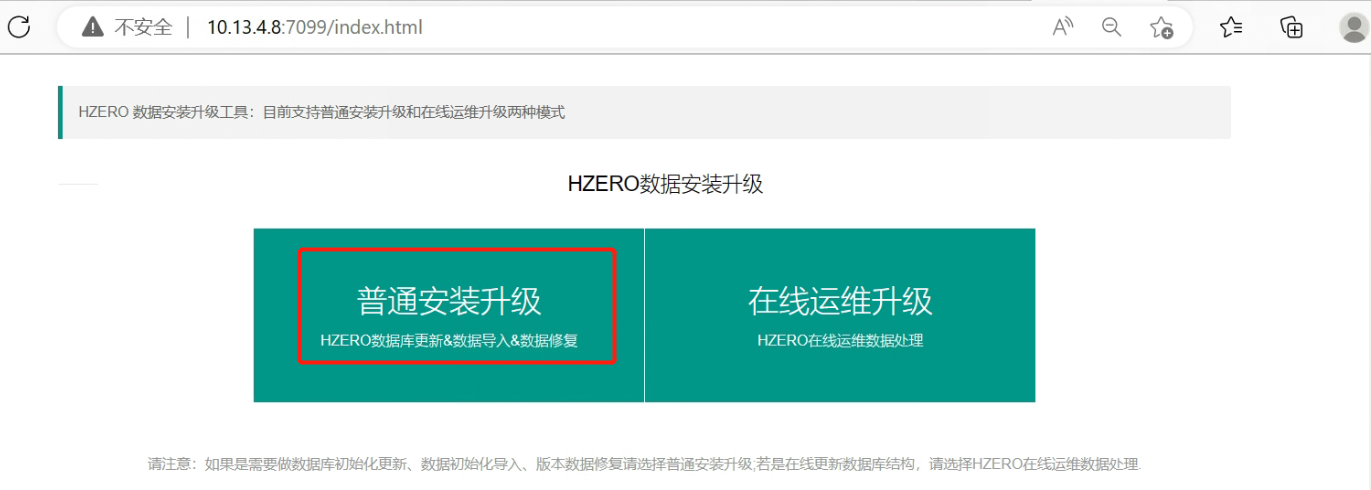 不安全 | 10.13.4.8:7099/index.html
HZERO 数据安装升级工具：目前支持普通安装升级和在线运维升级两种模式
HZERO数据安装升级
普通安装升级
HZERO数据库更新&数据导入&数据修复
在线运维升级
HZERO在线运维数据处理
请注意：如果是需要做数据库初始化更新、数据初始化导入、版本数据修复请选择普通安装升级;若是在线更新数据库结构，请选择HZERO在线运维数据处理.